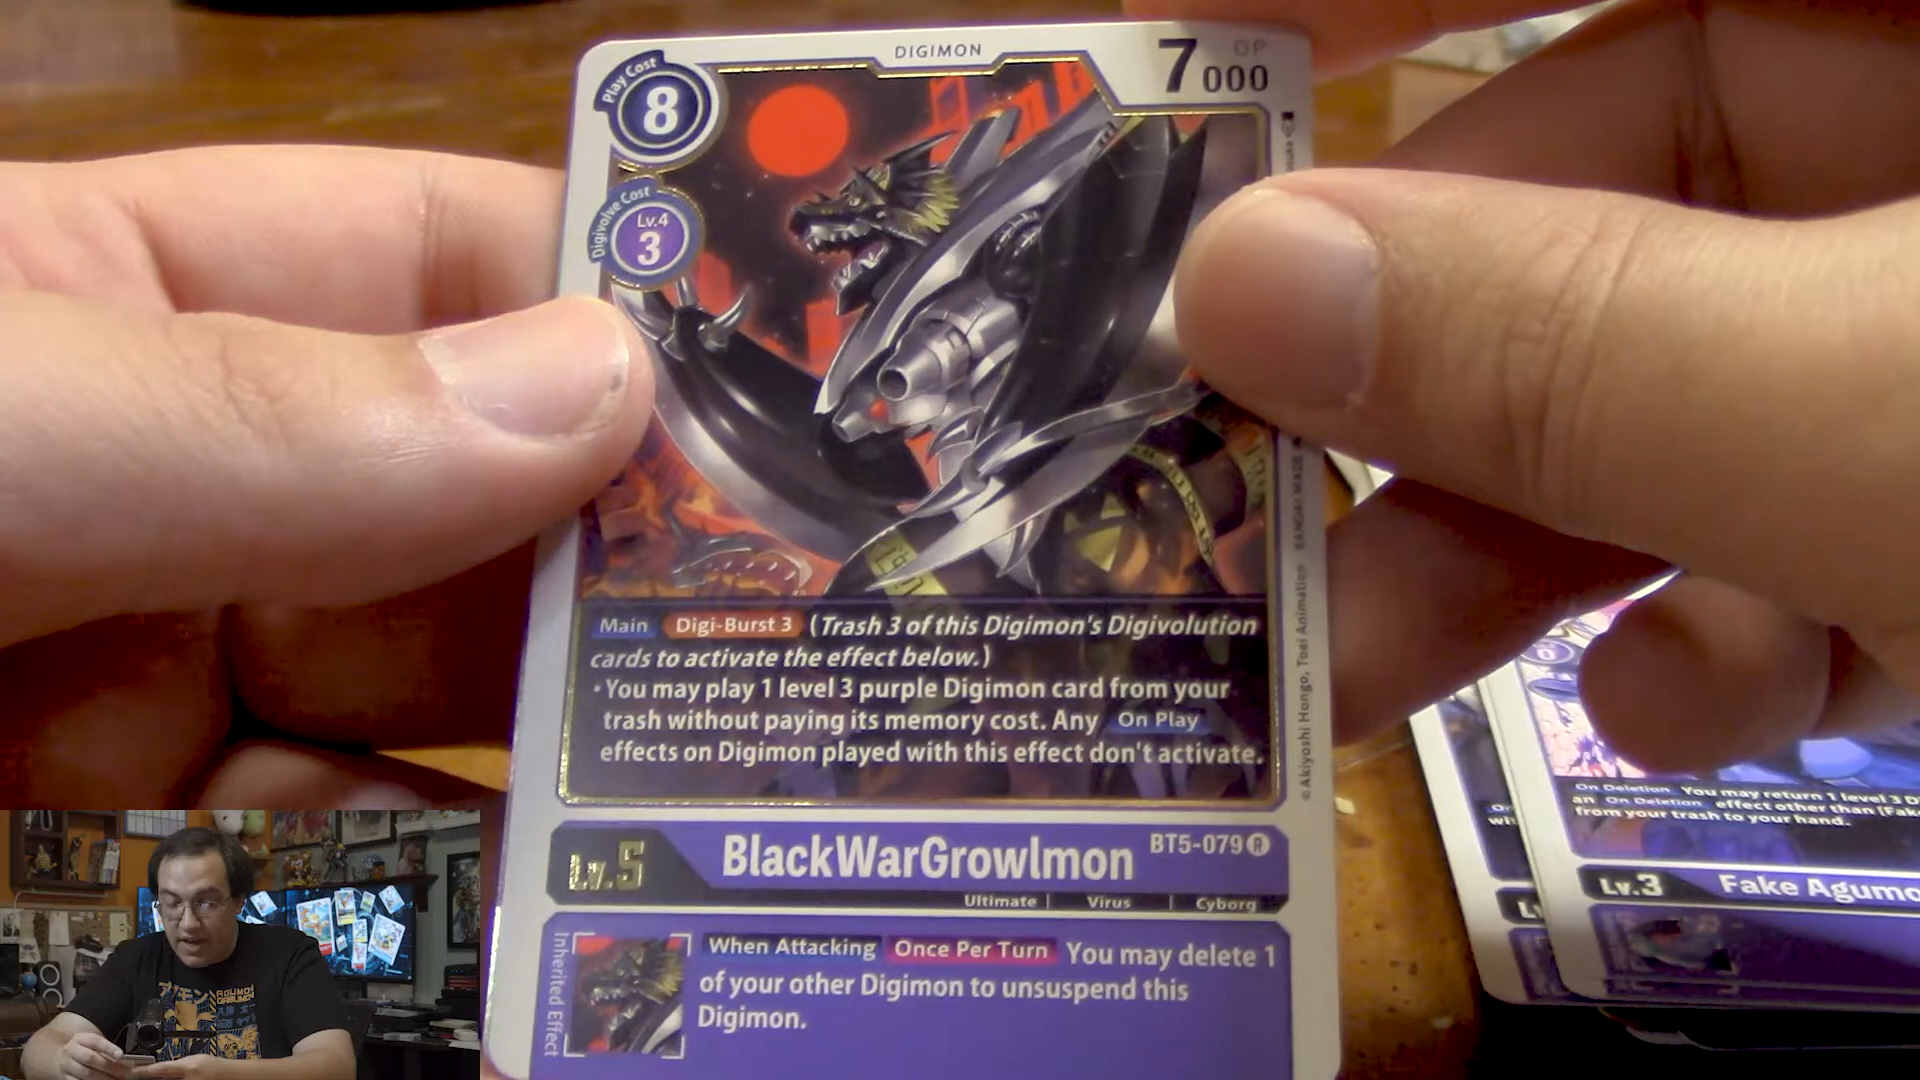 DIGIMON
Play Cost
8
7000
DP
Digivolve Cost
Lv.4
3
Main Digi-Burst 3 (Trash 3 of this Digimon's Digivolution
cards to activate the effect below.)
・You may play 1 level 3 purple Digimon card from your
trash without paying its memory cost. Any On Play
effects on Digimon played with this effect don't activate.
©Akiyoshi Hongo, Toei Animation BANDAI MADE
Lv.5
BlackWarGrowlmon
BT5-079 R
Ultimate | Virus | Cyborg
Inherited Effect
When Attacking Once Per Turn You may delete 1
of your other Digimon to unsuspend this
Digimon.
On Deletion You may return 1 level 3 D
an On Deletion effect other than [Fake
from your trash to your hand.
Lv.3
Fake Agumo
AGUMON
GABUMON